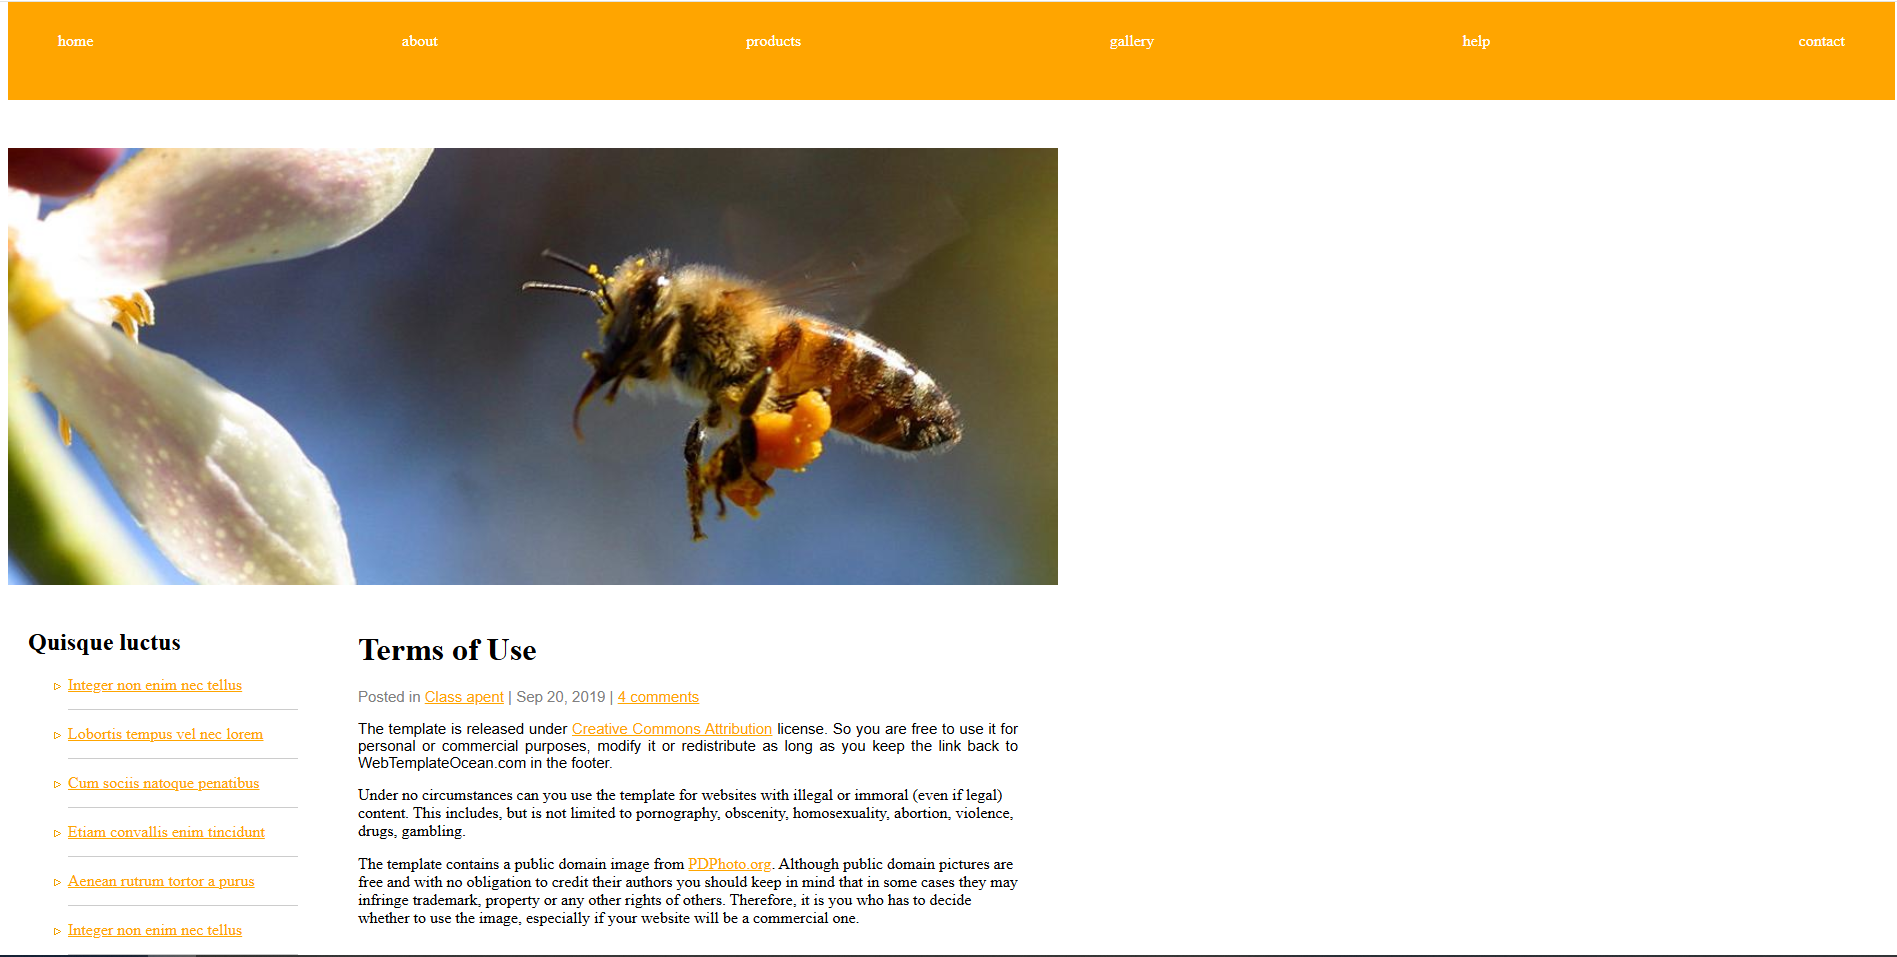 home about products gallery help contact
Quisque luctus
Integer non enim nec tellus
Lobortis tempus vel nec lorem
Cum sociis natoque penatibus
Etiam convallis enim tincidunt
Aenean rutrum tortor a purus
Integer non enim nec tellus
Terms of Use
Posted in Class apent | Sep 20, 2019 | 4 comments
The template is released under Creative Commons Attribution license. So you are free to use it for
personal or commercial purposes, modify it or redistribute as long as you keep the link back to
WebTemplateOcean.com in the footer.
Under no circumstances can you use the template for websites with illegal or immoral (even if legal)
content. This includes, but is not limited to pornography, obscenity, homosexuality, abortion, violence,
drugs, gambling.
The template contains a public domain image from PDPhoto.org. Although public domain pictures are
free and with no obligation to credit their authors you should keep in mind that in some cases they may
infringe trademark, property or any other rights of others. Therefore, it is you who has to decide
whether to use the image, especially if your website will be a commercial one.